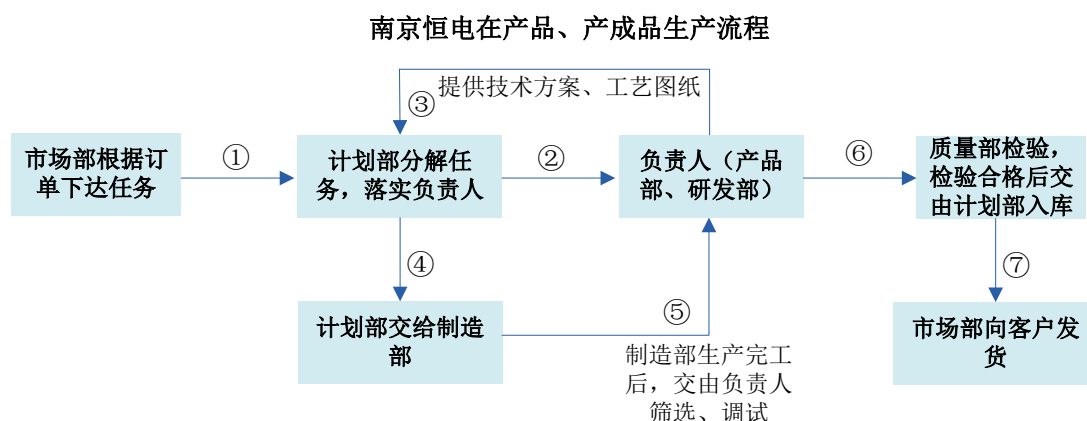 南京恒电在产品、产成品生产流程
提供技术方案、工艺图纸
③
市场部根据订
单下达任务
①
计划部分解任
务，落实负责人
②
负责人（产品
部、研发部）
⑥
质量部检验，
检验合格后交
由计划部入库
④
⑦
计划部交给制造
部
⑤
制造部生产完工
后，交由负责人
筛选、调试
市场部向客户发
货